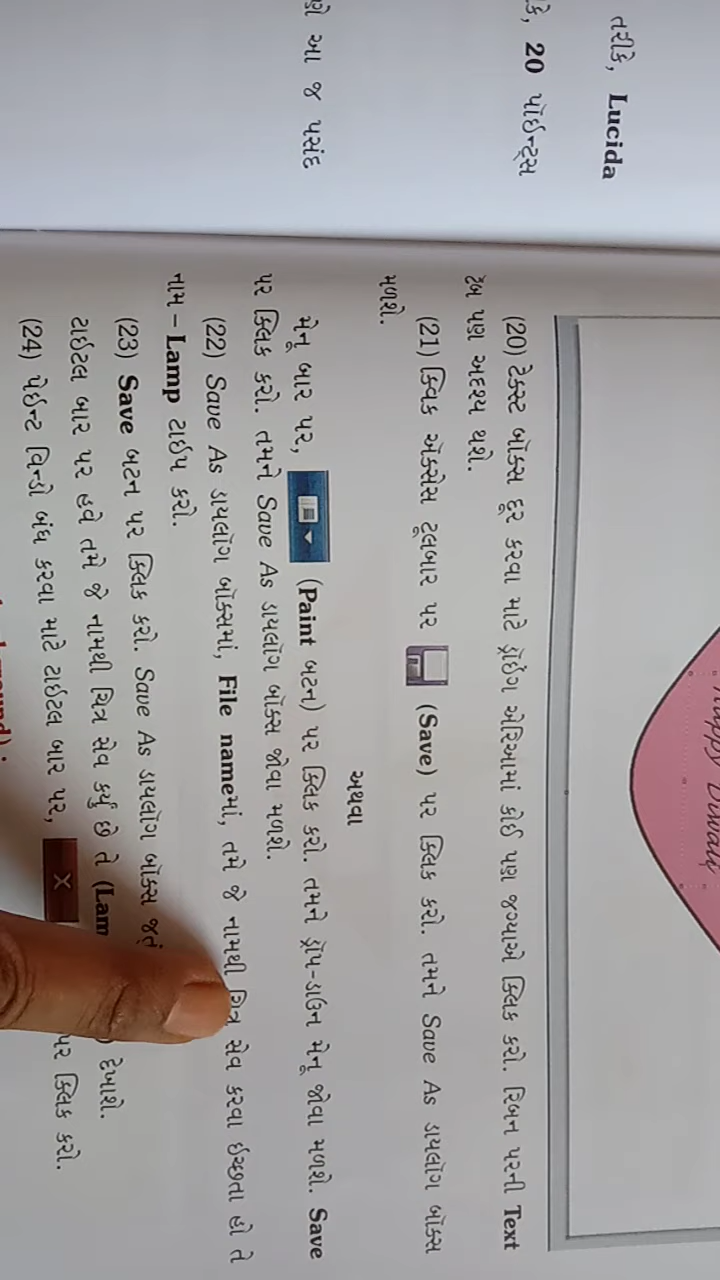 તરીકે, Lucida
કે, 20 પૉઇન્ટ્સ
આ જ પસંદ
Happy Diwali
(20) ટેક્સ્ટ બૉક્સ દૂર કરવા માટે ડ્રૉઇંગ એરિઆમાં કોઈ પણ જગ્યાએ ક્લિક કરો. રિબન પરની Text
ટૅબ પણ અદૃશ્ય થશે.
(21) ક્વિક ઍક્સેસ ટૂલબાર પર (Save) પર ક્લિક કરો. તમને Save As ડાયલૉગ બૉક્સ
મળશે.
અથવા
મેનૂ બાર પર, (Paint બટન) પર ક્લિક કરો. તમને ડ્રૉપ-ડાઉન મેનૂ જોવા મળશે. Save
પર ક્લિક કરો. તમને Save As ડાયલૉગ બૉક્સ જોવા મળશે.
(22) Save As ડાયલૉગ બૉક્સમાં, File nameમાં, તમે જે નામથી ચિત્ર સેવ કરવા ઇચ્છતા હો તે
નામ – Lamp ટાઇપ કરો.
(23) Save બટન પર ક્લિક કરો. Save As ડાયલૉગ બૉક્સ જતું
ટાઇટલ બાર પર હવે તમે જે નામથી ચિત્ર સેવ કર્યું છે તે (Lam ) દેખાશે.
(24) પેઇન્ટ વિન્ડો બંધ કરવા માટે ટાઇટલ બાર પર, X પર ક્લિક કરો.